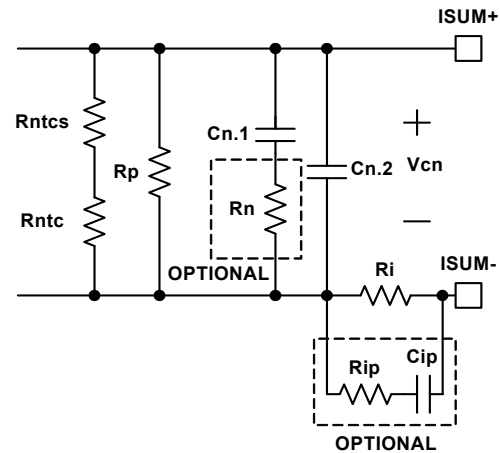 ISUM+
Rntcs
Cn.1
+
Rp
Cn.2
Vcn
Rntc
Rn
−
OPTIONAL
Ri
ISUM-
Rip
Cip
OPTIONAL